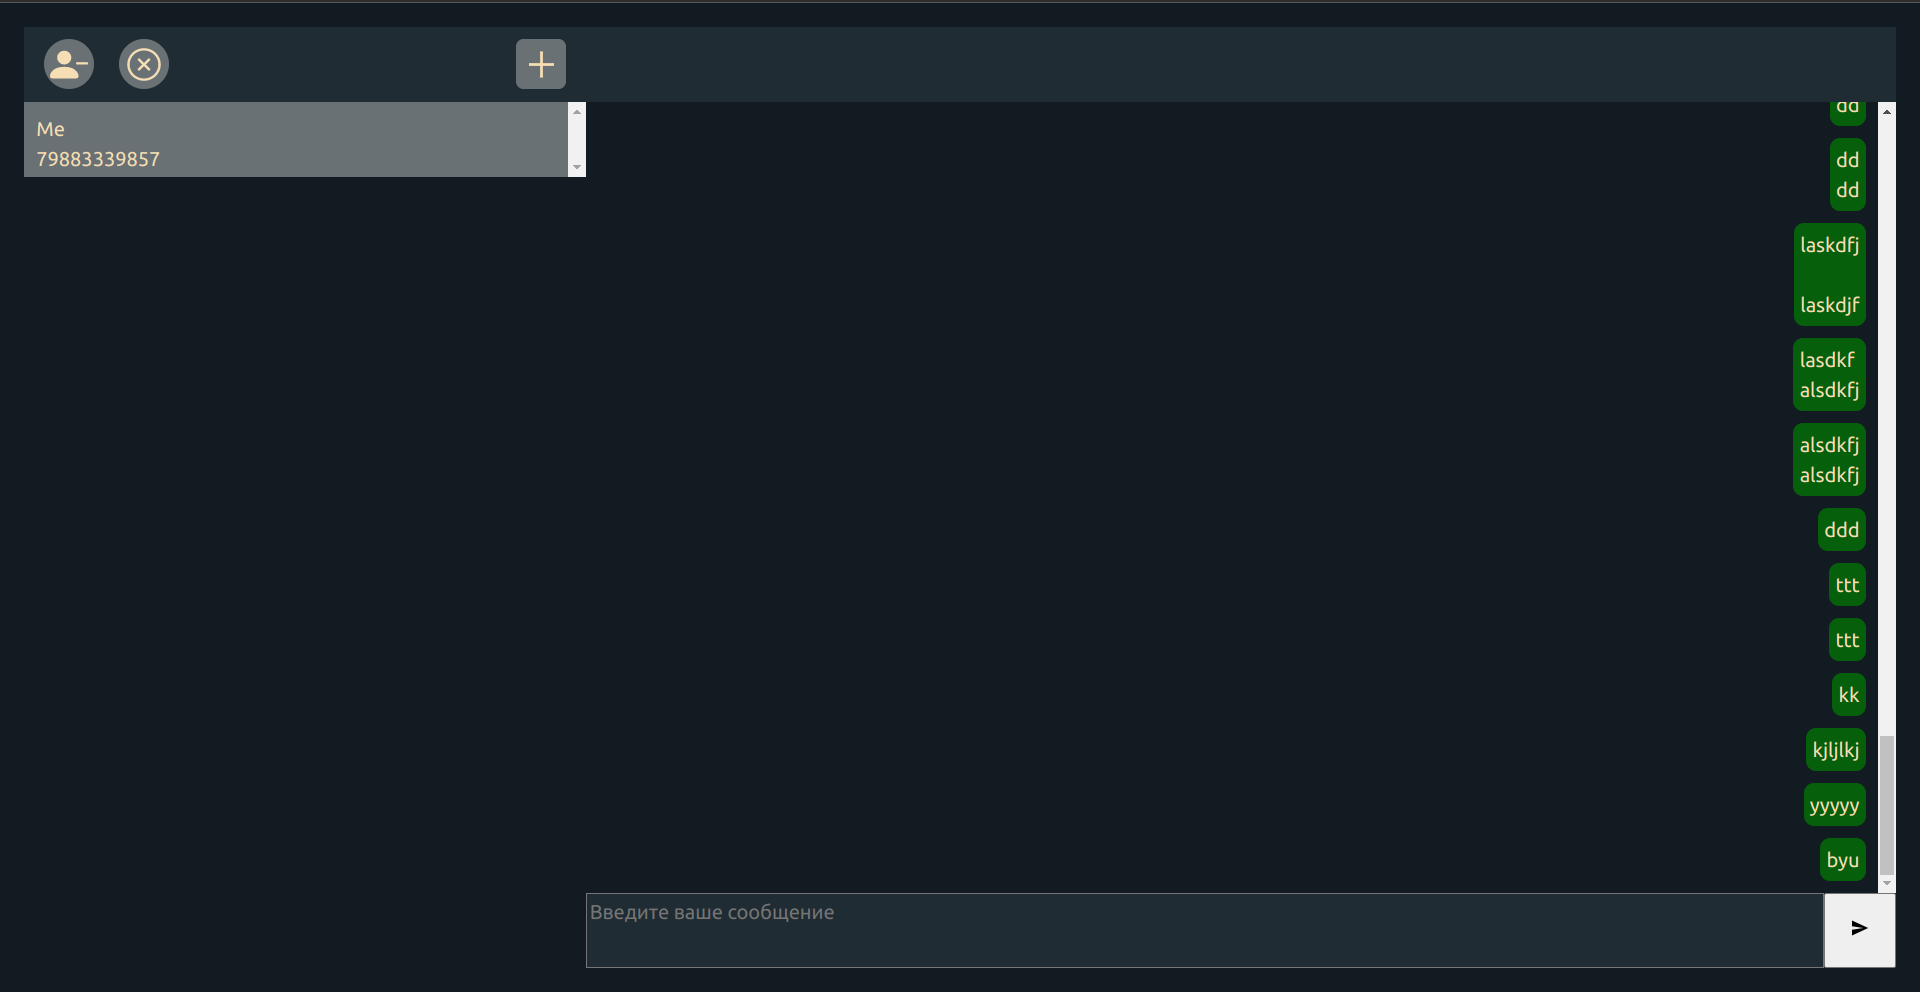 Me
79883339857
dd
dd
dd
laskdfj
laskdjf
lasdkf
alsdkfj
alsdkfj
alsdkfj
ddd
ttt
ttt
kk
kjljlkj
yyyyy
byu
Введите ваше сообщение